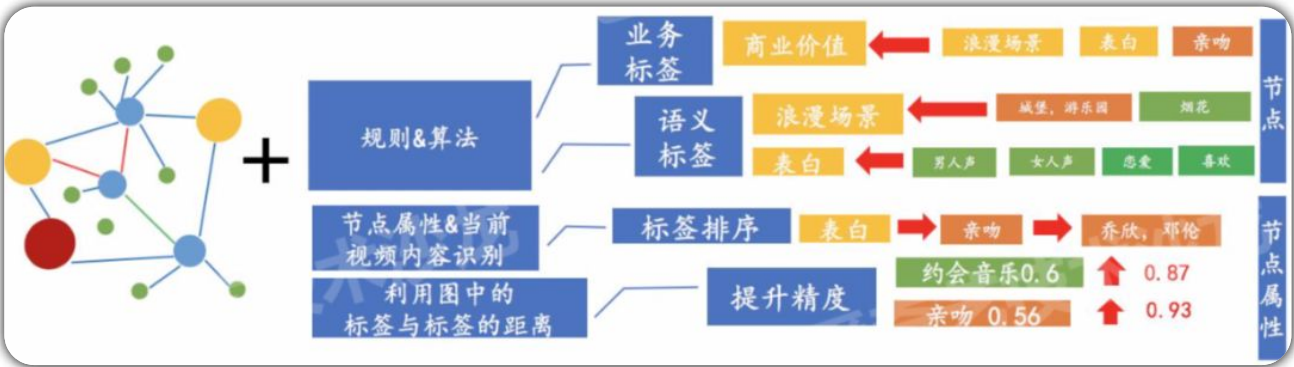 +
规则&算法
业务
标签
商业价值
浪漫场景
表白
亲吻
语义
标签
浪漫场景
城堡,游乐园
烟花
表白
男人声
女人声
恋爱
喜欢
节点
节点属性&当前
视频内容识别
标签排序
表白
亲吻
乔欣,邓伦
利用图中的
标签与标签的距离
提升精度
约会音乐0.6
0.87
亲吻 0.56
0.93
节点属性